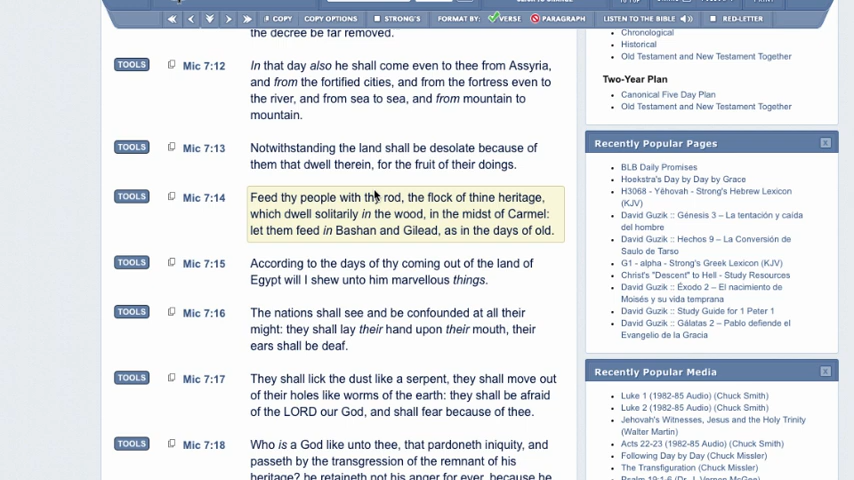 COPY COPY OPTIONS STRONG'S FORMAT BY: VERSE PARAGRAPH LISTEN TO THE BIBLE RED-LETTER
the decree be far removed.
TOOLS Mic 7:12 In that day also he shall come even to thee from Assyria,
and from the fortified cities, and from the fortress even to
the river, and from sea to sea, and from mountain to
mountain.
TOOLS Mic 7:13 Notwithstanding the land shall be desolate because of
them that dwell therein, for the fruit of their doings.
TOOLS Mic 7:14 Feed thy people with thy rod, the flock of thine heritage,
which dwell solitarily in the wood, in the midst of Carmel:
let them feed in Bashan and Gilead, as in the days of old.
TOOLS Mic 7:15 According to the days of thy coming out of the land of
Egypt will I shew unto him marvellous things.
TOOLS Mic 7:16 The nations shall see and be confounded at all their
might: they shall lay their hand upon their mouth, their
ears shall be deaf.
TOOLS Mic 7:17 They shall lick the dust like a serpent, they shall move out
of their holes like worms of the earth: they shall be afraid
of the LORD our God, and shall fear because of thee.
TOOLS Mic 7:18 Who is a God like unto thee, that pardoneth iniquity, and
passeth by the transgression of the remnant of his
heritage? he retaineth not his anger for ever, because he
Chronological
Historical
Old Testament and New Testament Together
Two-Year Plan
Canonical Five Day Plan
Old Testament and New Testament Together
Recently Popular Pages
BLB Daily Promises
Hoekstra's Day by Day by Grace
H3068 - Yĕhovah - Strong's Hebrew Lexicon
(KJV)
David Guzik :: Génesis 3 – La tentación y caída
del hombre
David Guzik :: Hechos 9 – La Conversión de
Saulo de Tarso
G1 - alpha - Strong's Greek Lexicon (KJV)
Christ's "Descent" to Hell - Study Resources
David Guzik :: Éxodo 2 – El nacimiento de
Moisés y su vida temprana
David Guzik :: Study Guide for 1 Peter 1
David Guzik :: Gálatas 2 – Pablo defiende el
Evangelio de la Gracia
Recently Popular Media
Luke 1 (1982-85 Audio) (Chuck Smith)
Luke 2 (1982-85 Audio) (Chuck Smith)
Jehovah's Witnesses, Jesus and the Holy Trinity
(Walter Martin)
Acts 22-23 (1982-85 Audio) (Chuck Smith)
Following Day by Day (Chuck Missler)
The Transfiguration (Chuck Missler)
Psalm 19:1-6 (Dr. J. Vernon McGee)